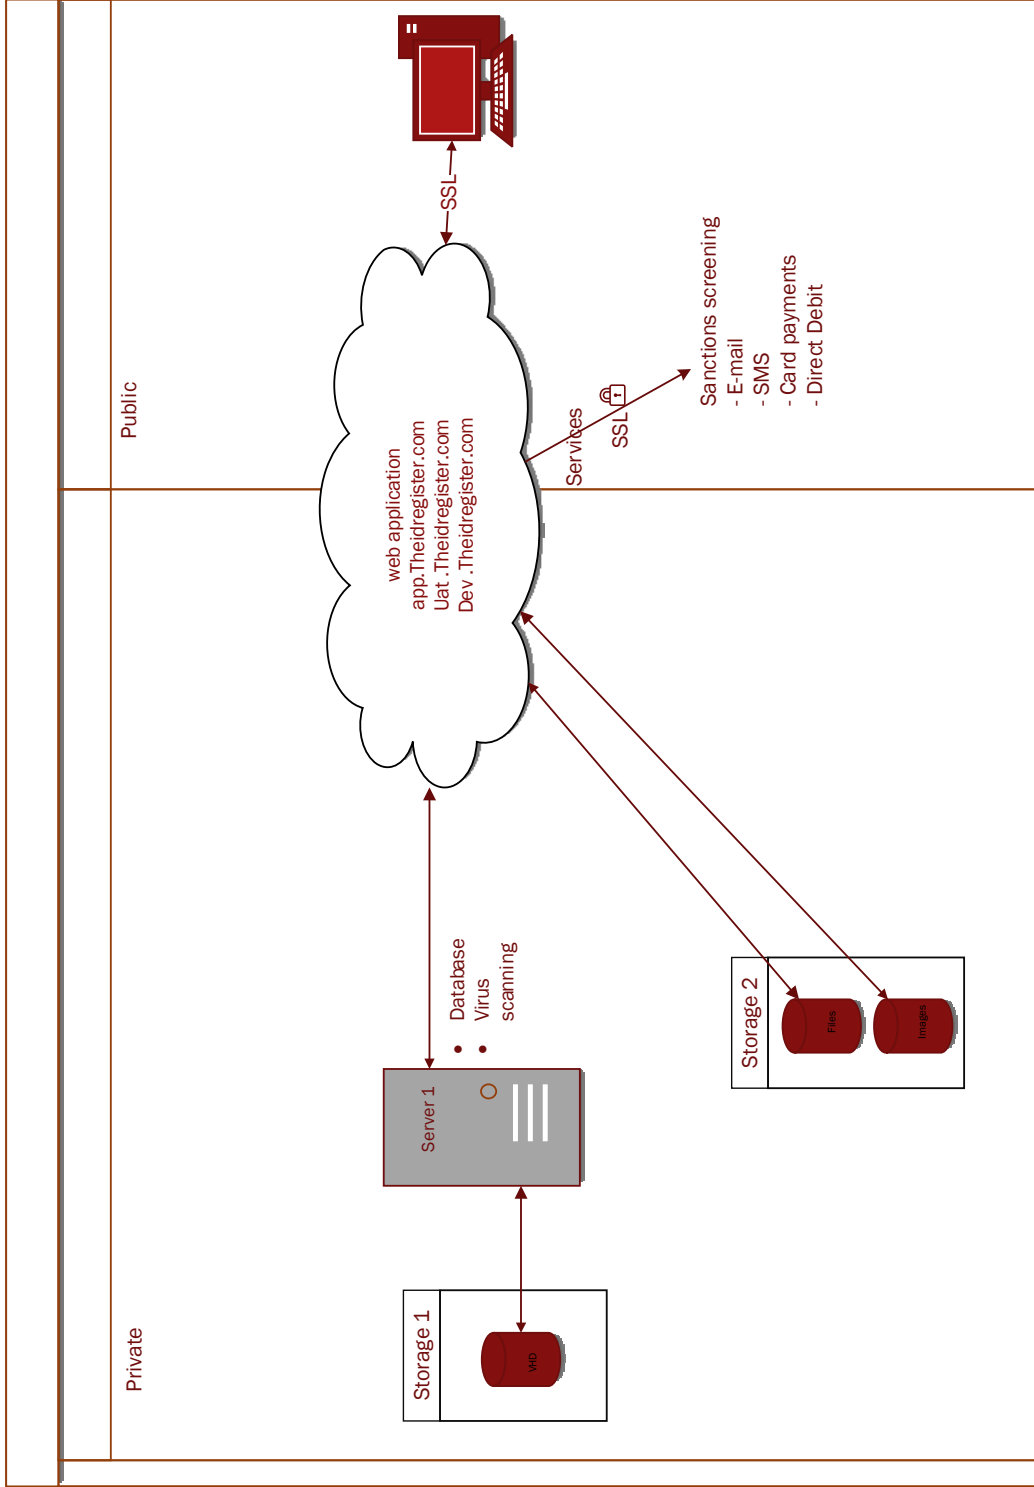 Private
Public
Storage 1
VHD
Server 1
Database
Virus
scanning
Storage 2
Files
Images
web application
app.Theidregister.com
Uat .Theidregister.com
Dev .Theidregister.com
SSL
Services
SSL
Sanctions screening
- E-mail
- SMS
- Card payments
- Direct Debit